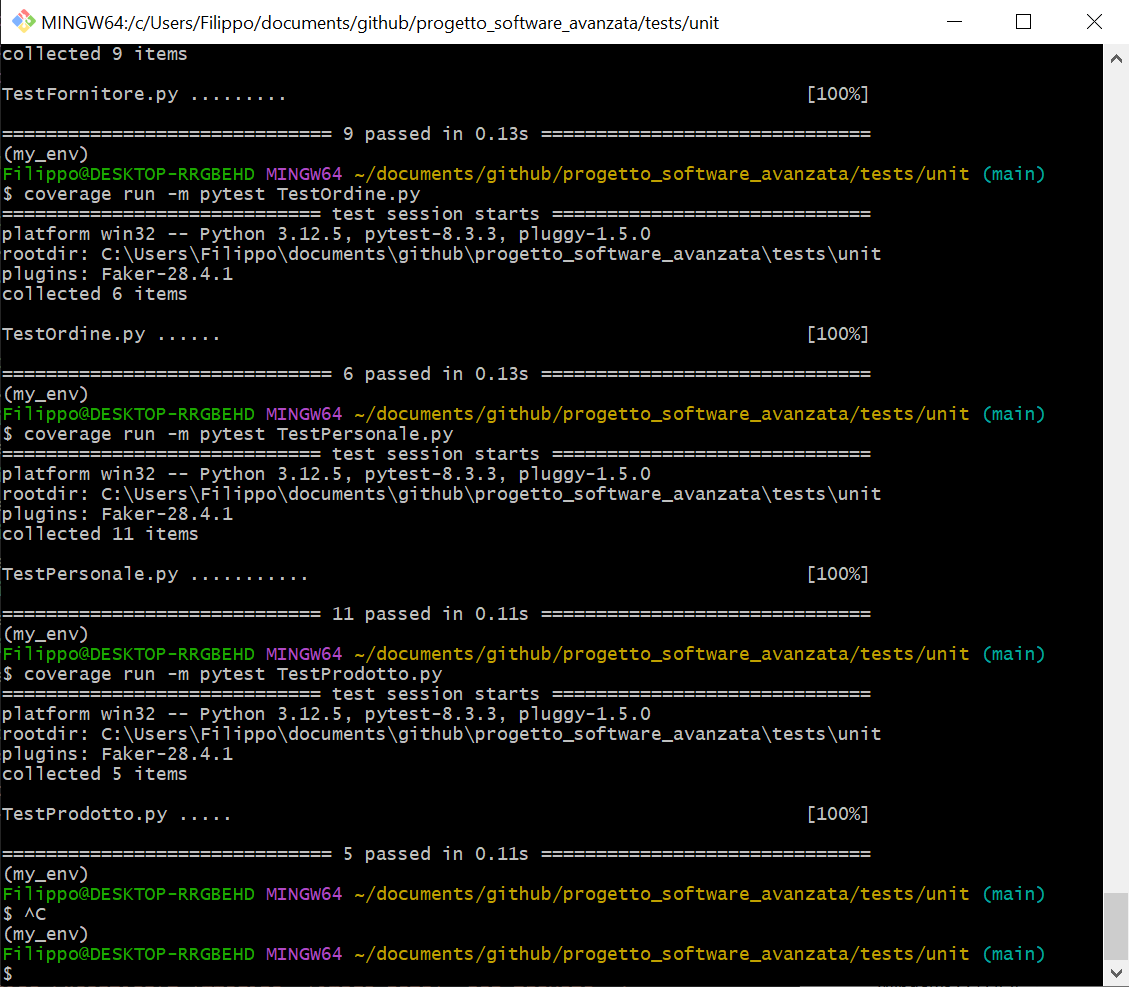 MINGW64:/c/Users/Filippo/documents/github/progetto_software_avanzata/tests/unit
collected 9 items
TestFornitore.py ......... [100%]
============================== 9 passed in 0.13s ==============================
(my_env)
Filippo@DESKTOP-RRGBEHD MINGW64 ~/documents/github/progetto_software_avanzata/tests/unit (main)
$ coverage run -m pytest TestOrdine.py
============================= test session starts =============================
platform win32 -- Python 3.12.5, pytest-8.3.3, pluggy-1.5.0
rootdir: C:\Users\Filippo\documents\github\progetto_software_avanzata\tests\unit
plugins: Faker-28.4.1
collected 6 items
TestOrdine.py ...... [100%]
============================== 6 passed in 0.13s ==============================
(my_env)
Filippo@DESKTOP-RRGBEHD MINGW64 ~/documents/github/progetto_software_avanzata/tests/unit (main)
$ coverage run -m pytest TestPersonale.py
============================= test session starts =============================
platform win32 -- Python 3.12.5, pytest-8.3.3, pluggy-1.5.0
rootdir: C:\Users\Filippo\documents\github\progetto_software_avanzata\tests\unit
plugins: Faker-28.4.1
collected 11 items
TestPersonale.py ........... [100%]
============================= 11 passed in 0.11s ==============================
(my_env)
Filippo@DESKTOP-RRGBEHD MINGW64 ~/documents/github/progetto_software_avanzata/tests/unit (main)
$ coverage run -m pytest TestProdotto.py
============================= test session starts =============================
platform win32 -- Python 3.12.5, pytest-8.3.3, pluggy-1.5.0
rootdir: C:\Users\Filippo\documents\github\progetto_software_avanzata\tests\unit
plugins: Faker-28.4.1
collected 5 items
TestProdotto.py ..... [100%]
============================== 5 passed in 0.11s ==============================
(my_env)
Filippo@DESKTOP-RRGBEHD MINGW64 ~/documents/github/progetto_software_avanzata/tests/unit (main)
$ ^C
(my_env)
Filippo@DESKTOP-RRGBEHD MINGW64 ~/documents/github/progetto_software_avanzata/tests/unit (main)
$